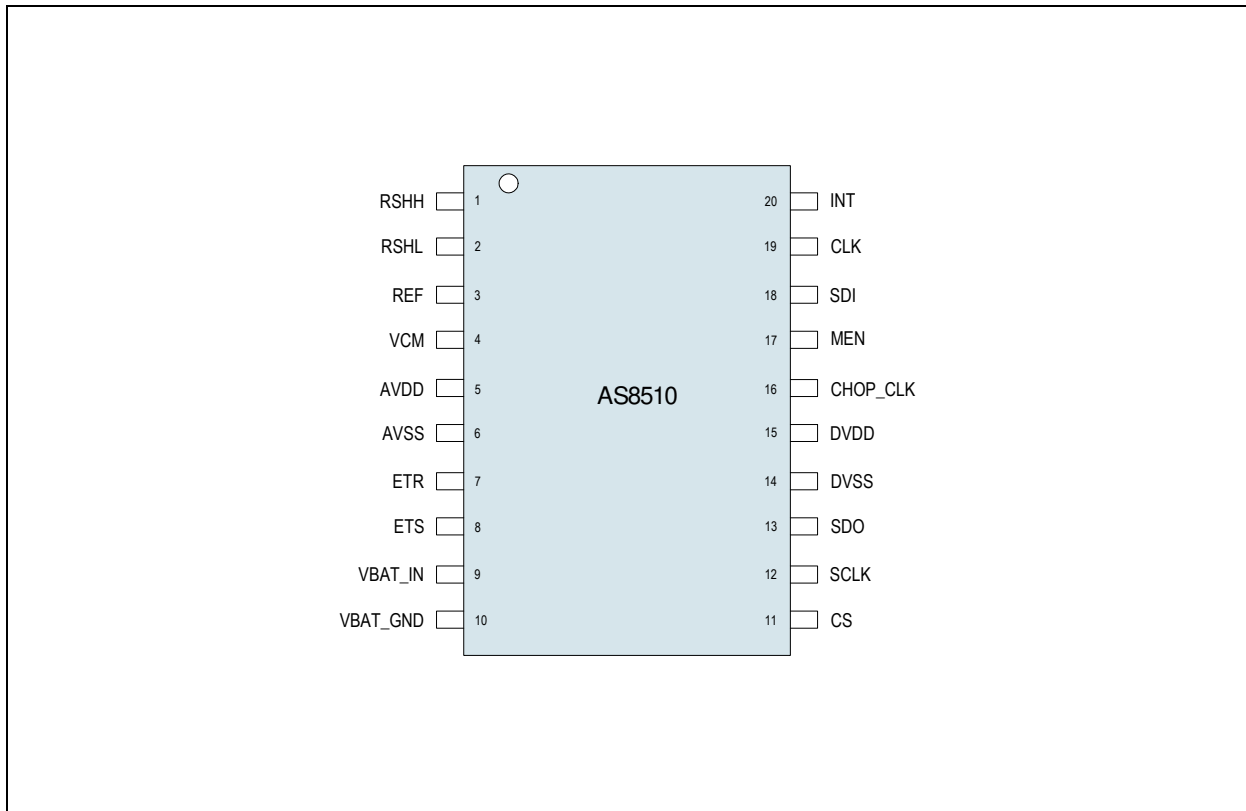 RSHH 1 20 INT
RSHL 2 19 CLK
REF 3 18 SDI
VCM 4 17 MEN
AVDD 5 AS8510 16 CHOP_CLK
AVSS 6 15 DVDD
ETR 7 14 DVSS
ETS 8 13 SDO
VBAT_IN 9 12 SCLK
VBAT_GND 10 11 CS